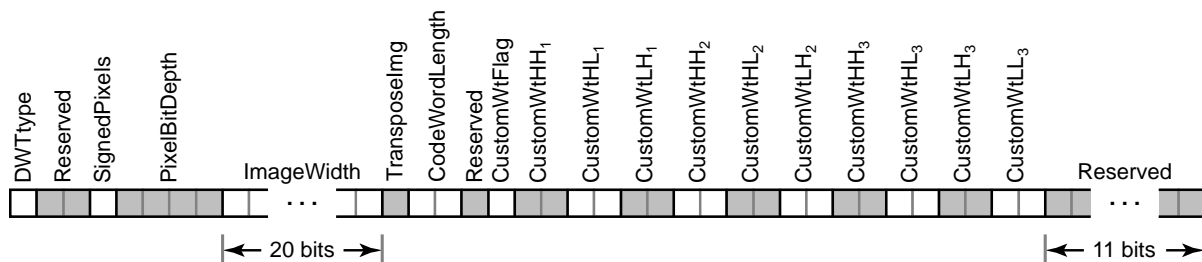 DWTtype
Reserved
SignedPixels
PixelBitDepth
ImageWidth
TransposeImg
CodeWordLength
Reserved
CustomWtFlag
CustomWtHH₁
CustomWtHL₁
CustomWtLH₁
CustomWtHH₂
CustomWtHL₂
CustomWtLH₂
CustomWtHH₃
CustomWtHL₃
CustomWtLH₃
CustomWtLL₃
Reserved
...
...
20 bits
11 bits